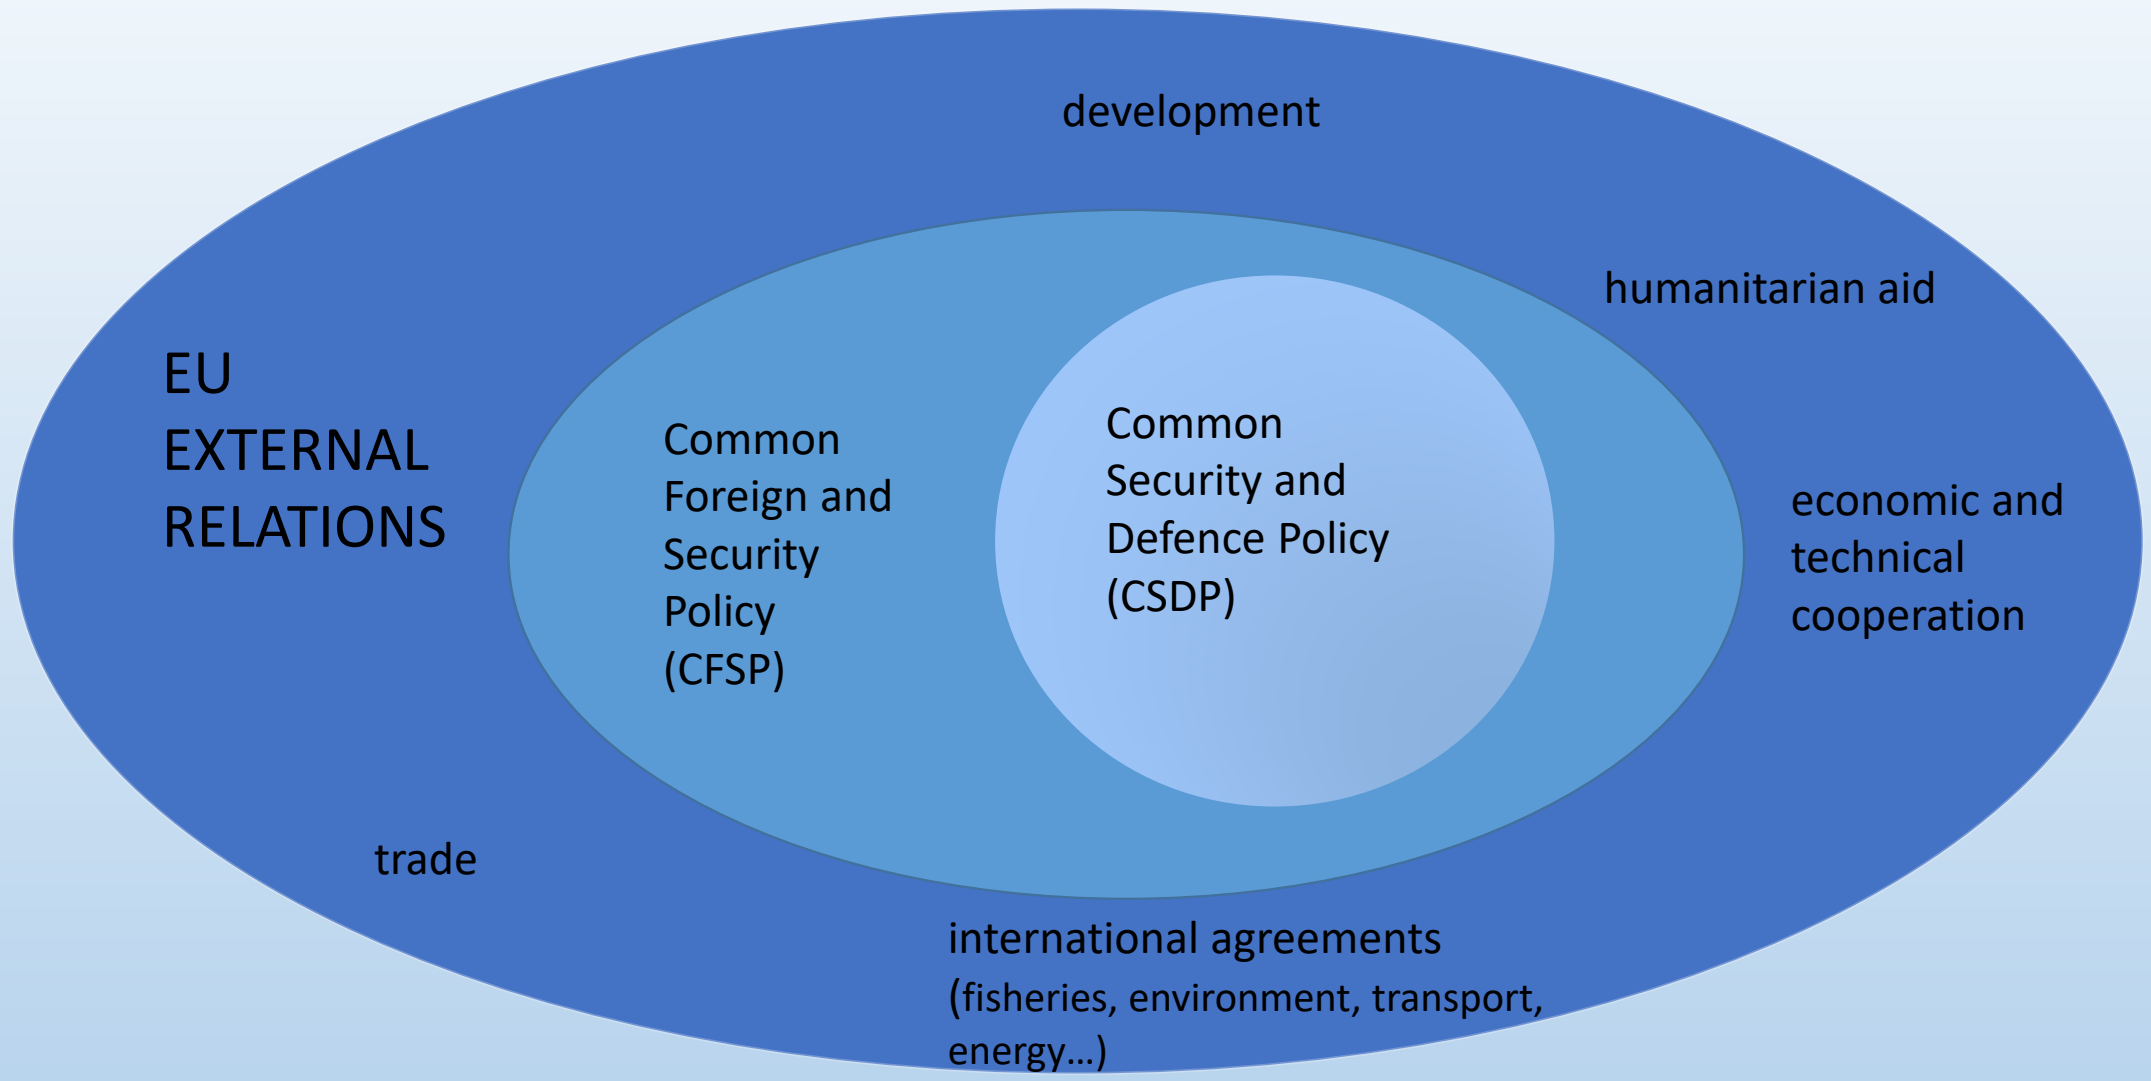 development
humanitarian aid
EU
EXTERNAL
RELATIONS
Common
Foreign and
Security
Policy
(CFSP)
Common
Security and
Defence Policy
(CSDP)
economic and
technical
cooperation
trade
international agreements
(fisheries, environment, transport,
energy...)